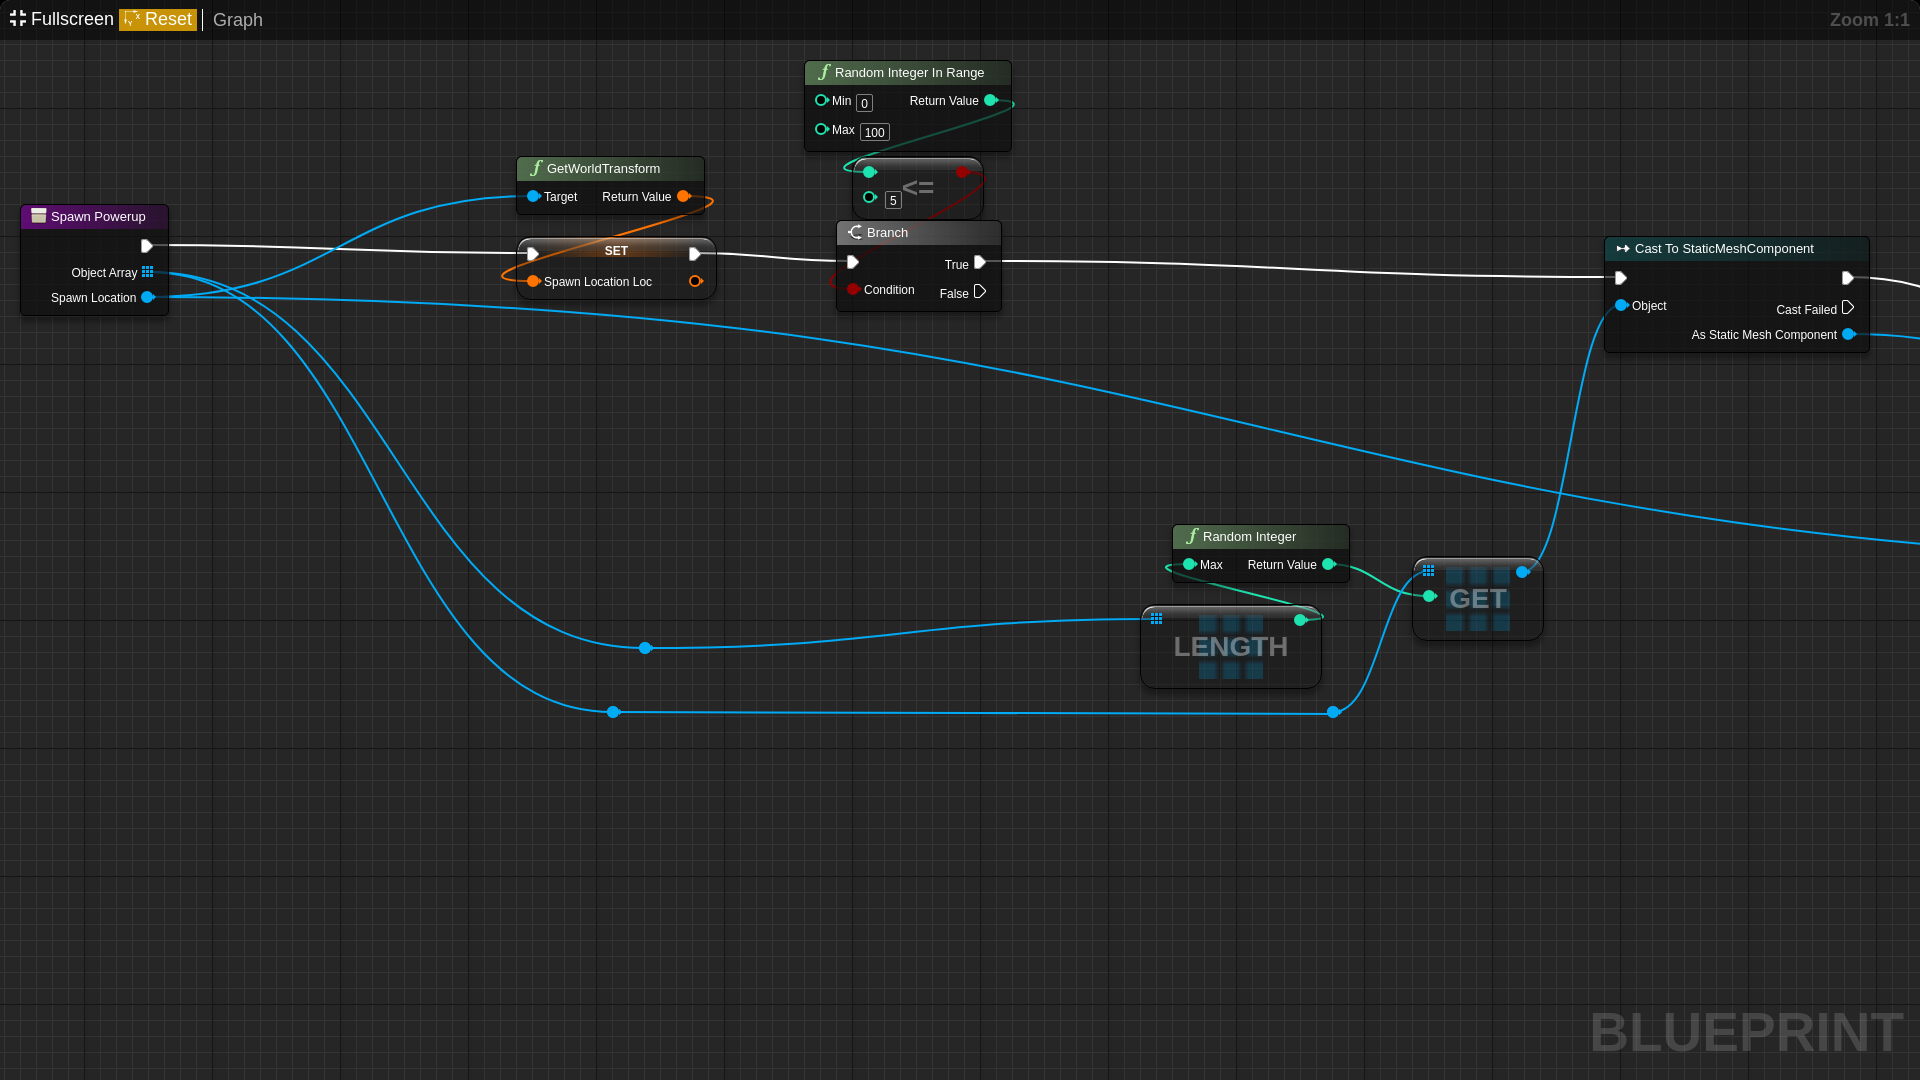 Fullscreen Reset Graph Zoom 1:1
Random Integer In Range
Min 0 Return Value
Max 100
<=
5
GetWorldTransform
Target Return Value
SET
Spawn Location Loc
Spawn Powerup
Object Array
Spawn Location
Branch
True
Condition False
Cast To StaticMeshComponent
Object Cast Failed
As Static Mesh Component
Random Integer
Max Return Value
GET
LENGTH
BLUEPRINT